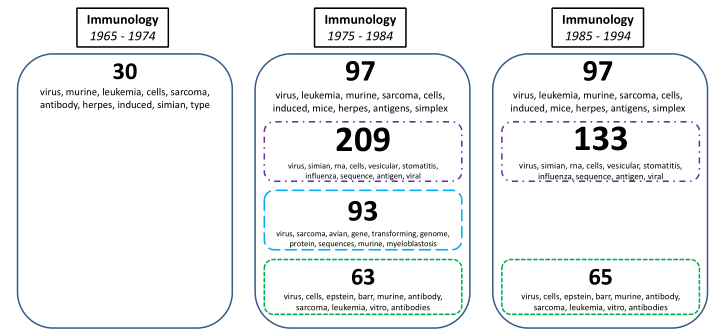 Immunology
1965 - 1974
30
virus, murine, leukemia, cells, sarcoma,
antibody, herpes, induced, simian, type
Immunology
1975 - 1984
97
virus, leukemia, murine, sarcoma, cells,
induced, mice, herpes, antigens, simplex
209
virus, simian, rna, cells, vesicular, stomatitis,
influenza, sequence, antigen, viral
93
virus, sarcoma, avian, gene, transforming, genome,
protein, sequences, murine, myeloblastosis
63
virus, cells, epstein, barr, murine, antibody,
sarcoma, leukemia, vitro, antibodies
Immunology
1985 - 1994
97
virus, leukemia, murine, sarcoma, cells,
induced, mice, herpes, antigens, simplex
133
virus, simian, rna, cells, vesicular, stomatitis,
influenza, sequence, antigen, viral
65
virus, cells, epstein, barr, murine, antibody,
sarcoma, leukemia, vitro, antibodies